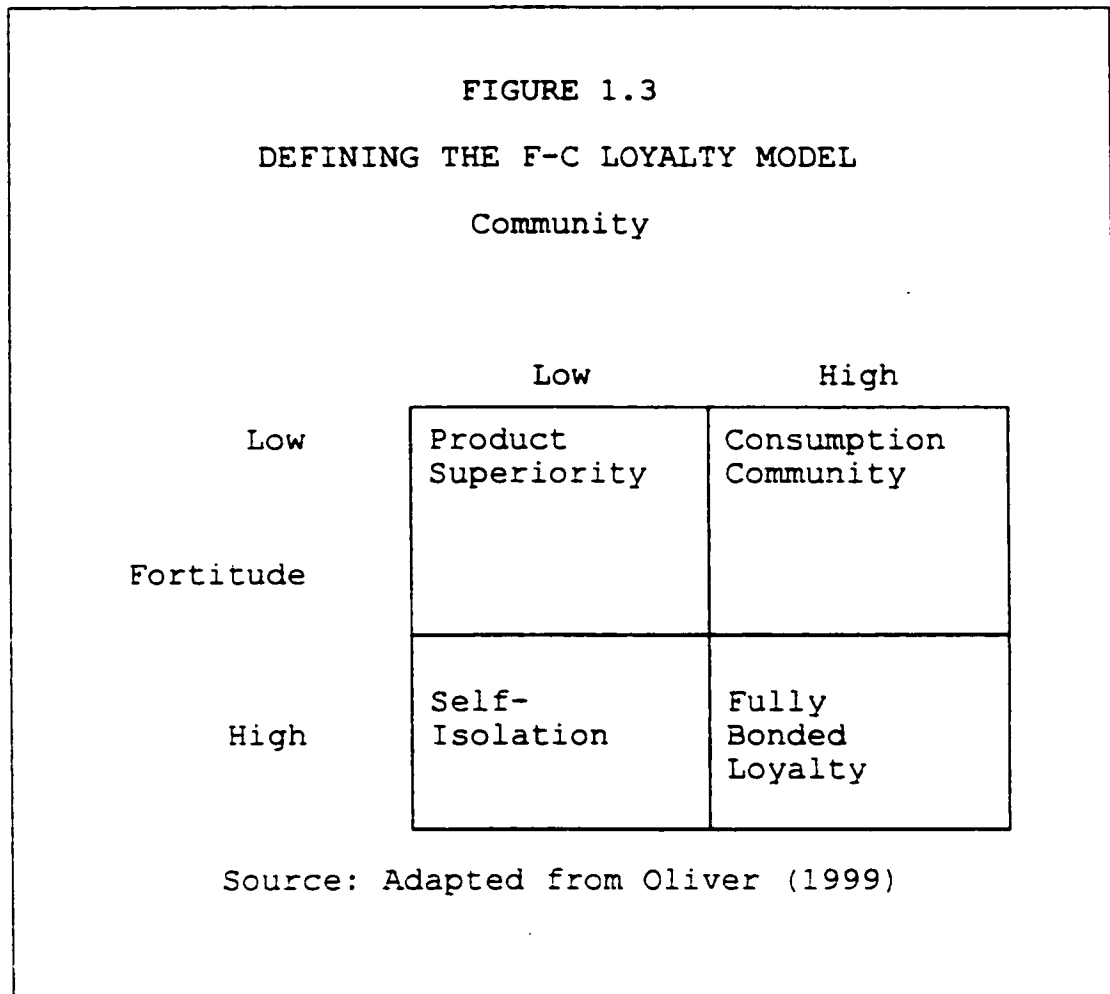 FIGURE 1.3
DEFINING THE F-C LOYALTY MODEL
Community
Low High
Low Product Consumption
Superiority Community
Fortitude
Self- Fully
High Isolation Bonded
Loyalty
Source: Adapted from Oliver (1999)